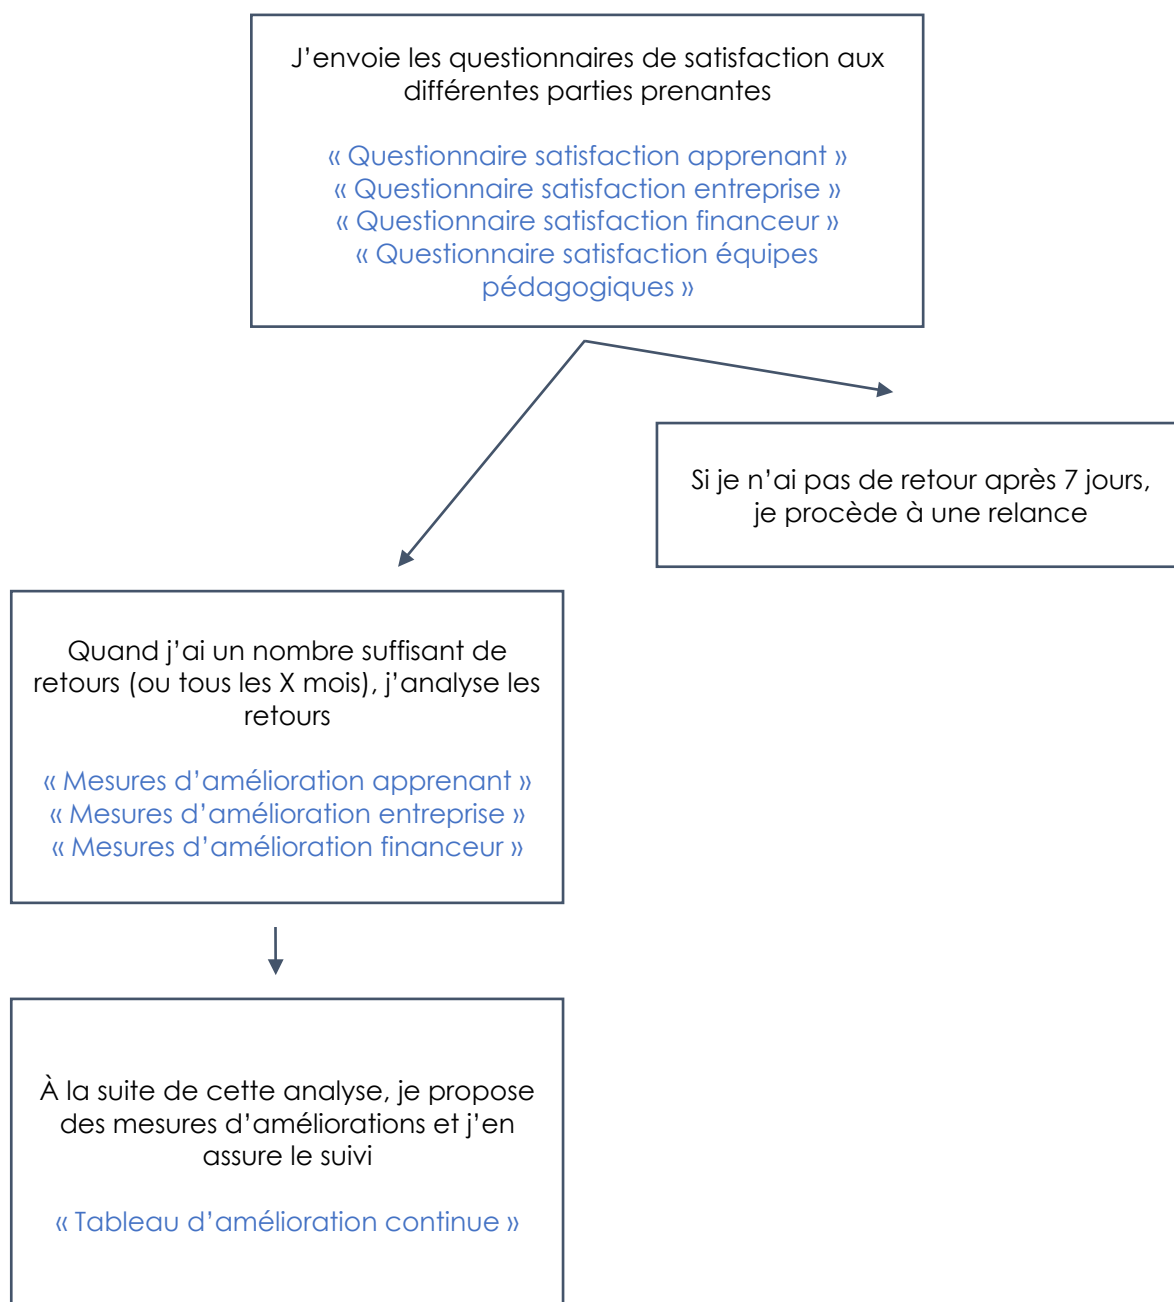 J’envoie les questionnaires de satisfaction aux
différentes parties prenantes
« Questionnaire satisfaction apprenant »
« Questionnaire satisfaction entreprise »
« Questionnaire satisfaction financeur »
« Questionnaire satisfaction équipes
pédagogiques »
Si je n’ai pas de retour après 7 jours,
je procède à une relance
Quand j’ai un nombre suffisant de
retours (ou tous les X mois), j’analyse les
retours
« Mesures d’amélioration apprenant »
« Mesures d’amélioration entreprise »
« Mesures d’amélioration financeur »
À la suite de cette analyse, je propose
des mesures d’améliorations et j’en
assure le suivi
« Tableau d’amélioration continue »